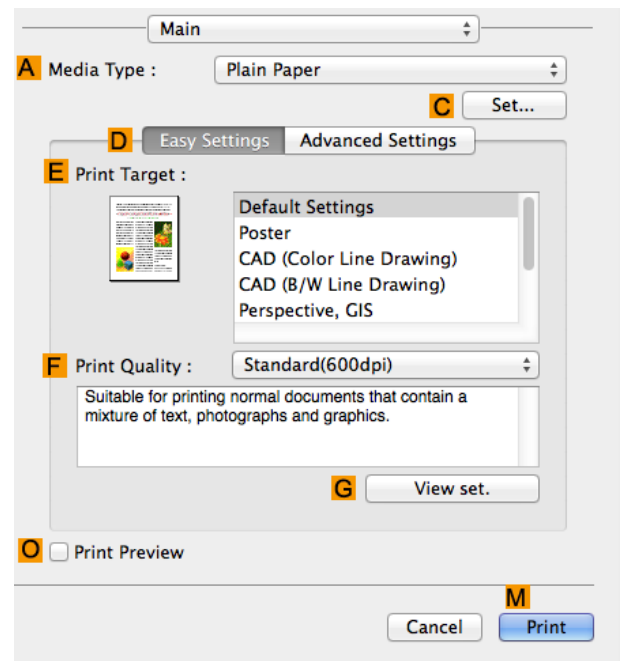 Main
A Media Type : Plain Paper
C Set...
D Easy Settings Advanced Settings
E Print Target :
Default Settings
Poster
CAD (Color Line Drawing)
CAD (B/W Line Drawing)
Perspective, GIS
F Print Quality : Standard(600dpi)
Suitable for printing normal documents that contain a
mixture of text, photographs and graphics.
G View set.
O Print Preview
M
Cancel Print